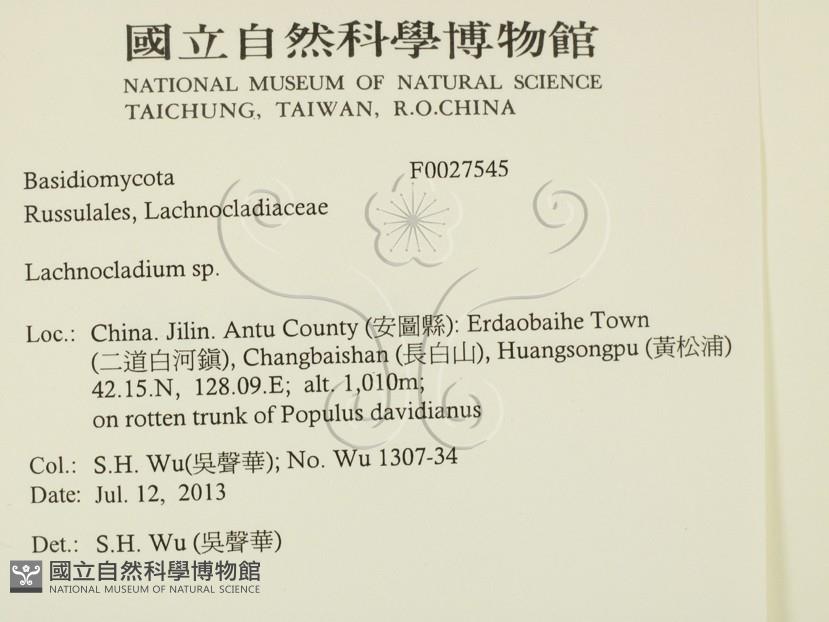 國立自然科學博物館
NATIONAL MUSEUM OF NATURAL SCIENCE
TAICHUNG, TAIWAN, R.O.CHINA
Basidiomycota F0027545
Russulales, Lachnocladiaceae
Lachnocladium sp.
Loc.: China. Jilin. Antu County (安圖縣): Erdaobaihe Town
(二道白河鎭), Changbaishan (長白山), Huangsongpu (黃松浦)
42.15.N, 128.09.E; alt. 1,010m;
on rotten trunk of Populus davidianus
Col.: S.H. Wu(吳聲華); No. Wu 1307-34
Date: Jul. 12, 2013
Det.: S.H. Wu (吳聲華)
國立自然科學博物館
NATIONAL MUSEUM OF NATURAL SCIENCE